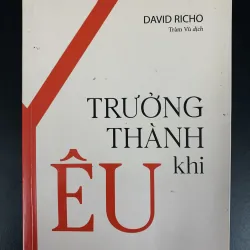 DAVID RICHO
Trâm Vũ dịch
TRƯỞNG
THÀNH
khi
YÊU